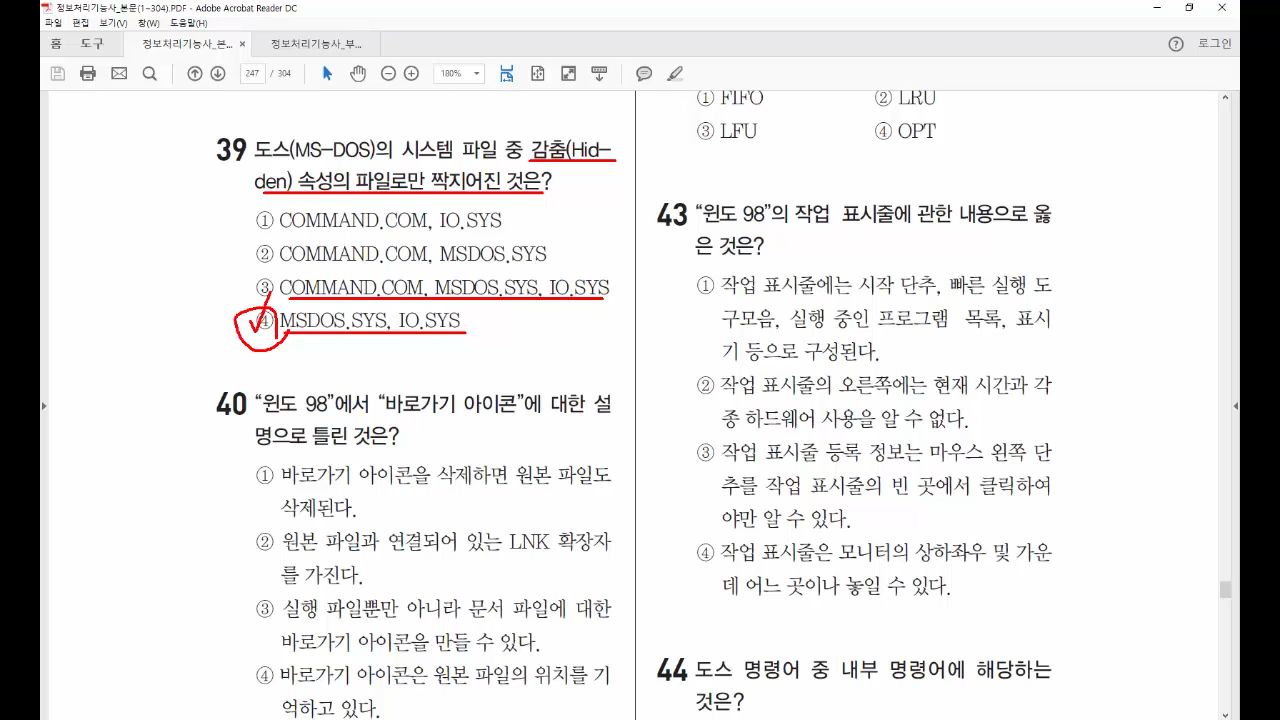 정보처리기능사_본문(1~304).PDF - Adobe Acrobat Reader DC
파일 편집 보기(V) 창(W) 도움말(H)
홈 도구 정보처리기능사_본... × 정보처리기능사_부... 로그인
247 / 304 180%
39 도스(MS-DOS)의 시스템 파일 중 감춤(Hid-
den) 속성의 파일로만 짝지어진 것은?
① COMMAND.COM, IO.SYS
② COMMAND.COM, MSDOS.SYS
③ COMMAND.COM, MSDOS.SYS, IO.SYS
④ MSDOS.SYS, IO.SYS
40 “윈도 98”에서 “바로가기 아이콘”에 대한 설
명으로 틀린 것은?
① 바로가기 아이콘을 삭제하면 원본 파일도
삭제된다.
② 원본 파일과 연결되어 있는 LNK 확장자
를 가진다.
③ 실행 파일뿐만 아니라 문서 파일에 대한
바로가기 아이콘을 만들 수 있다.
④ 바로가기 아이콘은 원본 파일의 위치를 기
억하고 있다.
① FIFO ② LRU
③ LFU ④ OPT
43 “윈도 98”의 작업 표시줄에 관한 내용으로 옳
은 것은?
① 작업 표시줄에는 시작 단추, 빠른 실행 도
구모음, 실행 중인 프로그램 목록, 표시
기 등으로 구성된다.
② 작업 표시줄의 오른쪽에는 현재 시간과 각
종 하드웨어 사용을 알 수 없다.
③ 작업 표시줄 등록 정보는 마우스 왼쪽 단
추를 작업 표시줄의 빈 곳에서 클릭하여
야만 알 수 있다.
④ 작업 표시줄은 모니터의 상하좌우 및 가운
데 어느 곳이나 놓일 수 있다.
44 도스 명령어 중 내부 명령어에 해당하는
것은?